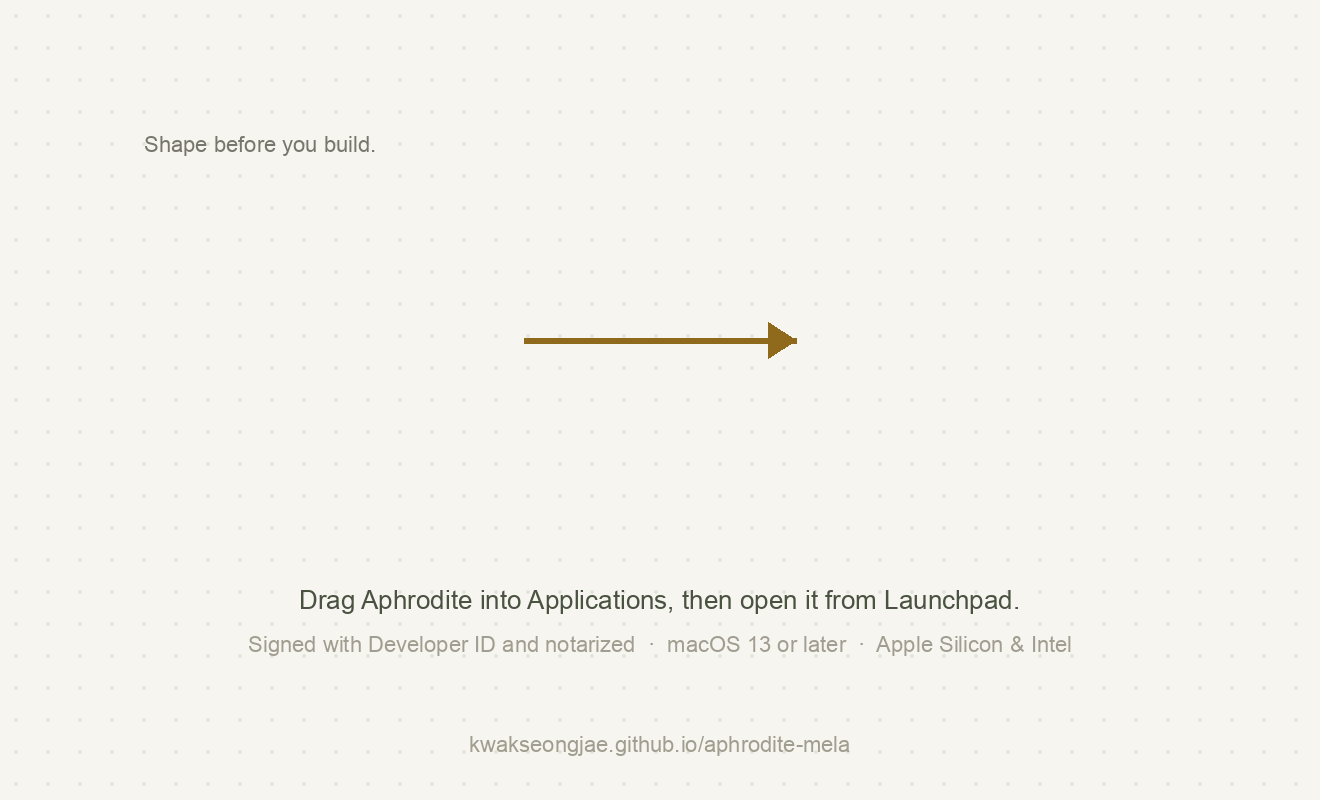 Shape before you build.
Drag Aphrodite into Applications, then open it from Launchpad.
Signed with Developer ID and notarized · macOS 13 or later · Apple Silicon & Intel
kwakseongjae.github.io/aphrodite-mela